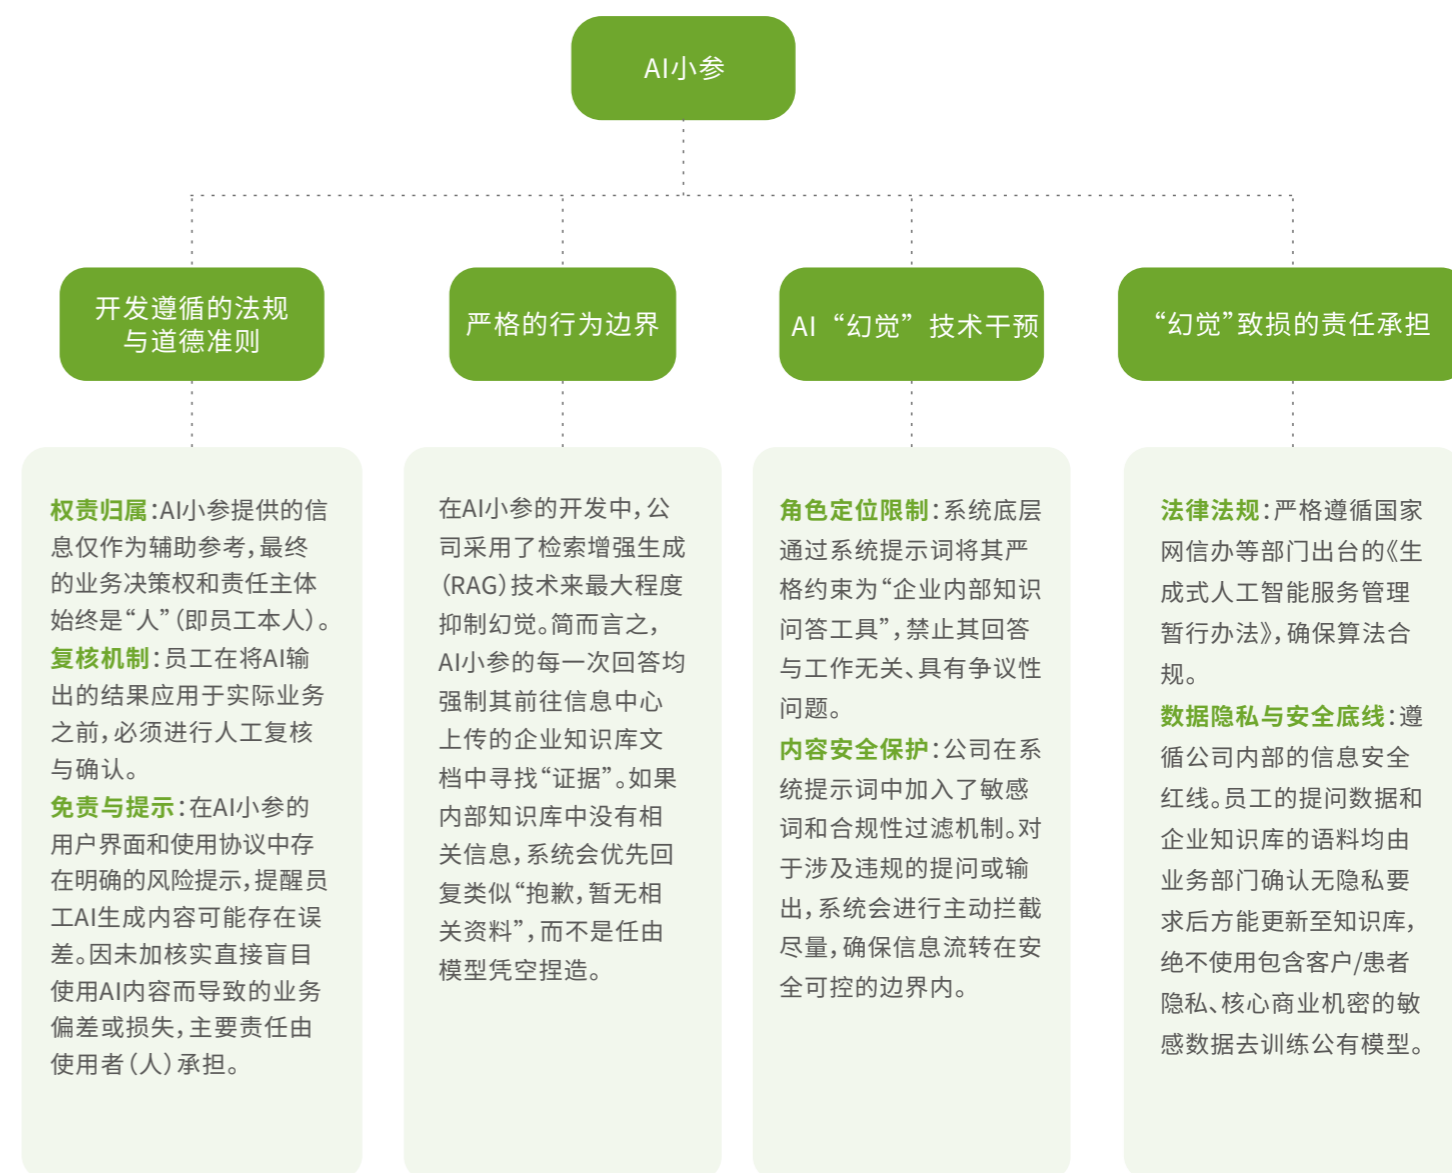 AI小参
开发遵循的法规
与道德准则
严格的行为边界
AI“幻觉”技术干预
“幻觉”致损的责任承担
权责归属：AI小参提供的信
息仅作为辅助参考，最终
的业务决策权和责任主体
始终是“人”（即员工本人）。
复核机制：员工在将AI输
出的结果应用于实际业务
之前，必须进行人工复核
与确认。
免责与提示：在AI小参的
用户界面和使用协议中存
在明确的风险提示，提醒员
工AI生成内容可能存在误
差。因未加核实直接盲目
使用AI内容而导致的业务
偏差或损失，主要责任由
使用者（人）承担。
在AI小参的开发中，公
司采用了检索增强生成
（RAG）技术来最大程度
抑制幻觉。简而言之，
AI小参的每一次回答均
强制其前往信息中心
上传的企业知识库文
档中寻找“证据”。如果
内部知识库中没有相
关信息，系统会优先回
复类似“抱歉，暂无相
关资料”，而不是任由
模型凭空捏造。
角色定位限制：系统底层
通过系统提示词将其严
格约束为“企业内部知识
问答工具”，禁止其回答
与工作无关、具有争议性
问题。
内容安全保护：公司在系
统提示词中加入了敏感
词和合规性过滤机制。对
于涉及违规的提问或输
出，系统会进行主动拦截
尽量，确保信息流转在安
全可控的边界内。
法律法规：严格遵循国家
网信办等部门出台的《生
成式人工智能服务管理
暂行办法》，确保算法合
规。
数据隐私与安全底线：遵
循公司内部的信息安全
红线。员工的提问数据和
企业知识库的语料均由
业务部门确认无隐私要
求后方能更新至知识库，
绝不使用包含客户/患者
隐私、核心商业机密的敏
感数据去训练公有模型。